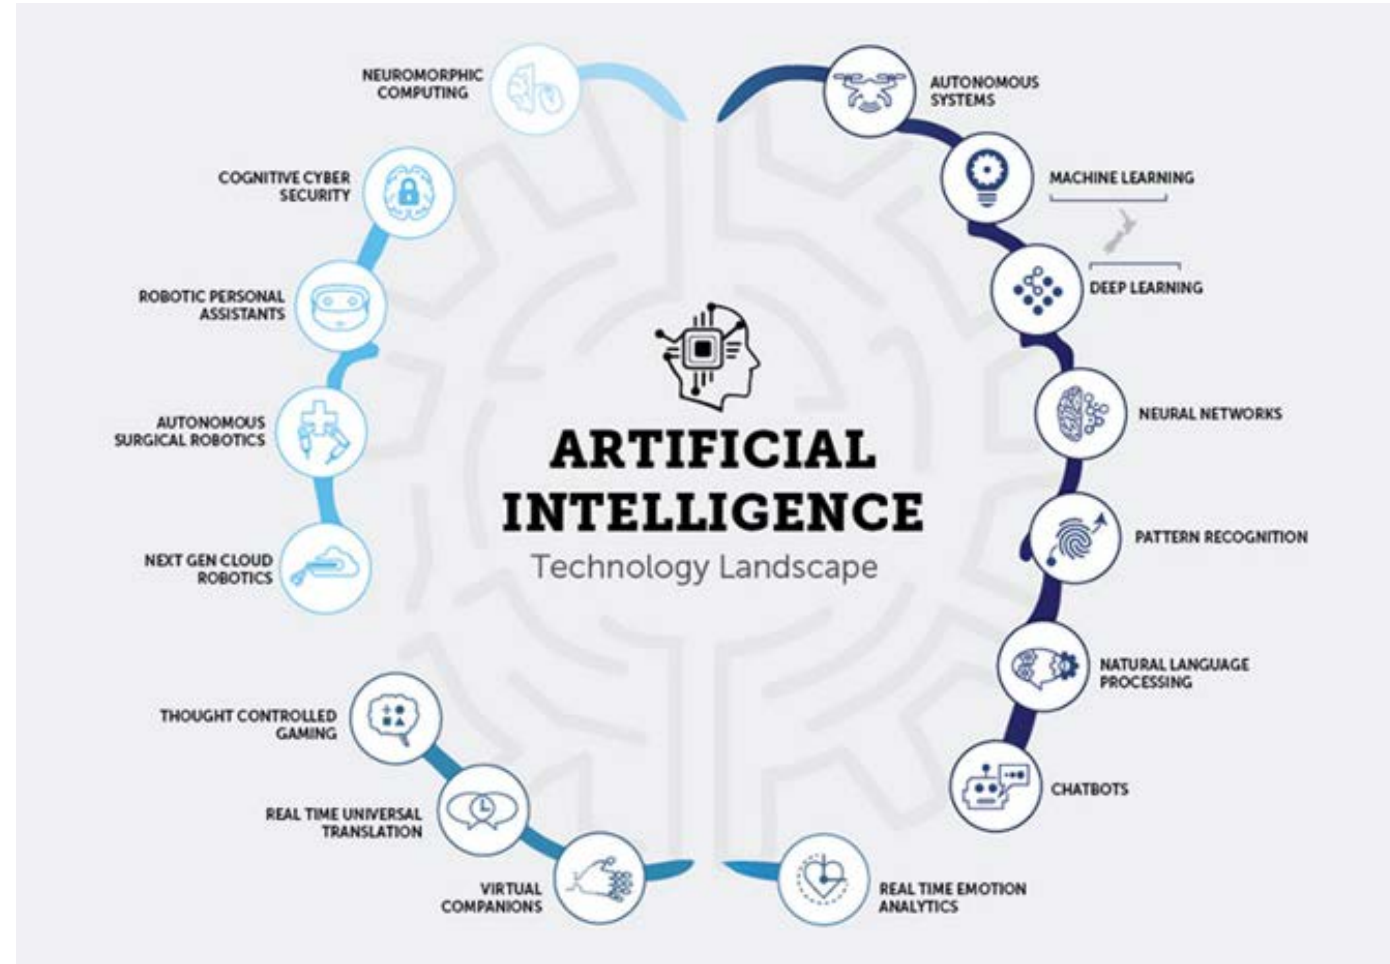 NEUROMORPHIC
COMPUTING
COGNITIVE CYBER
SECURITY
ROBOTIC PERSONAL
ASSISTANTS
AUTONOMOUS
SURGICAL ROBOTICS
NEXT GEN CLOUD
ROBOTICS
THOUGHT CONTROLLED
GAMING
REAL TIME UNIVERSAL
TRANSLATION
VIRTUAL
COMPANIONS
ARTIFICIAL
INTELLIGENCE
Technology Landscape
AUTONOMOUS
SYSTEMS
MACHINE LEARNING
DEEP LEARNING
NEURAL NETWORKS
PATTERN RECOGNITION
NATURAL LANGUAGE
PROCESSING
CHATBOTS
REAL TIME EMOTION
ANALYTICS